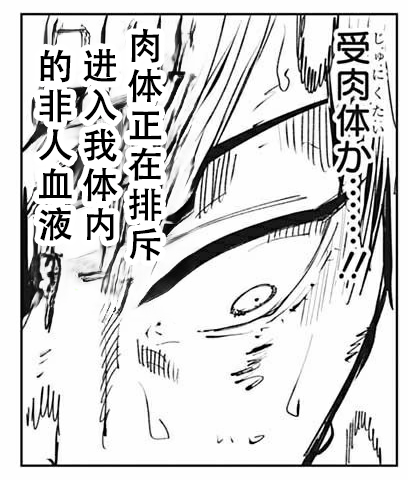 受肉体か……!!
じゅにくたい
肉体正在排斥
进入我体内
的非人血液